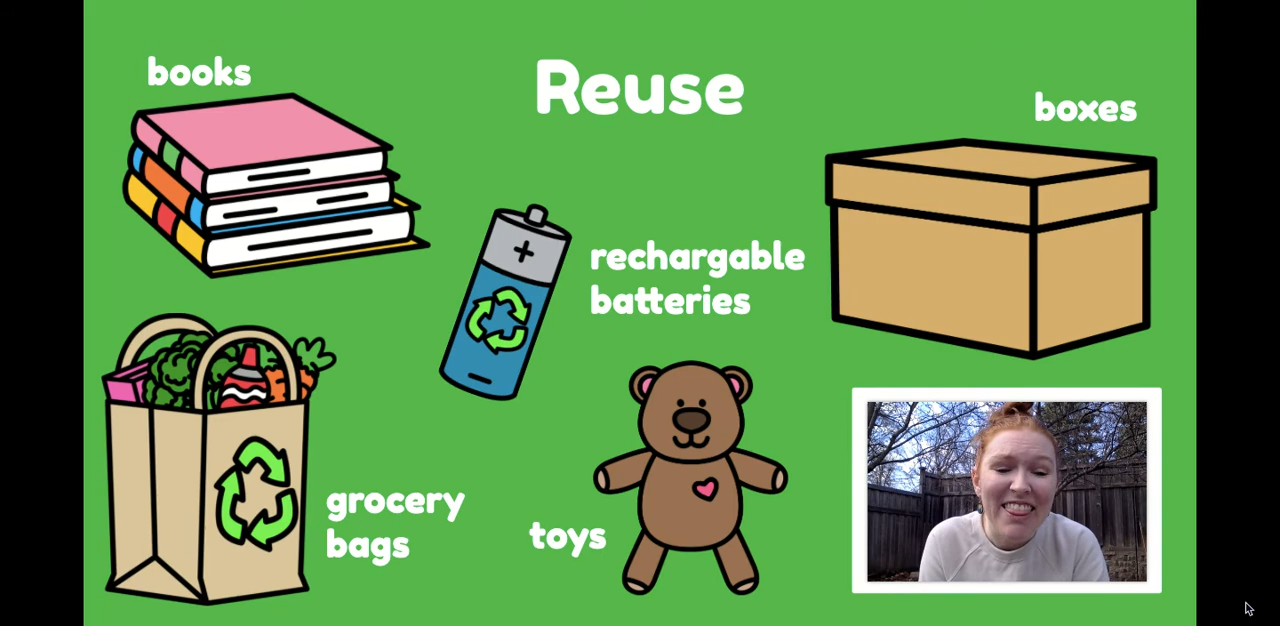 Reuse
books
boxes
rechargable
batteries
grocery
bags
toys